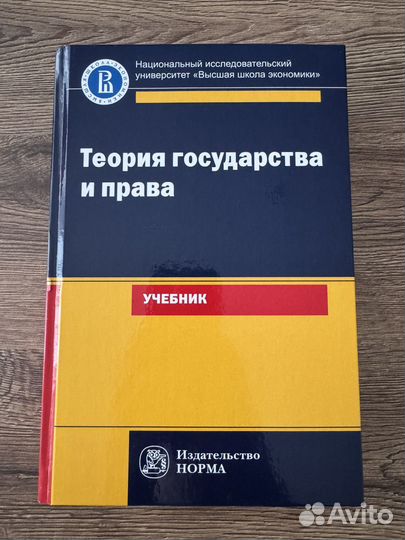 Национальный исследовательский
университет «Высшая школа экономики»
Теория государства
и права
УЧЕБНИК
Издательство
НОРМА
Avito